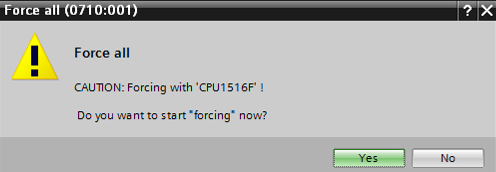 Force all (0710:001)
? X
Force all
CAUTION: Forcing with 'CPU1516F' !
Do you want to start "forcing" now?
Yes No